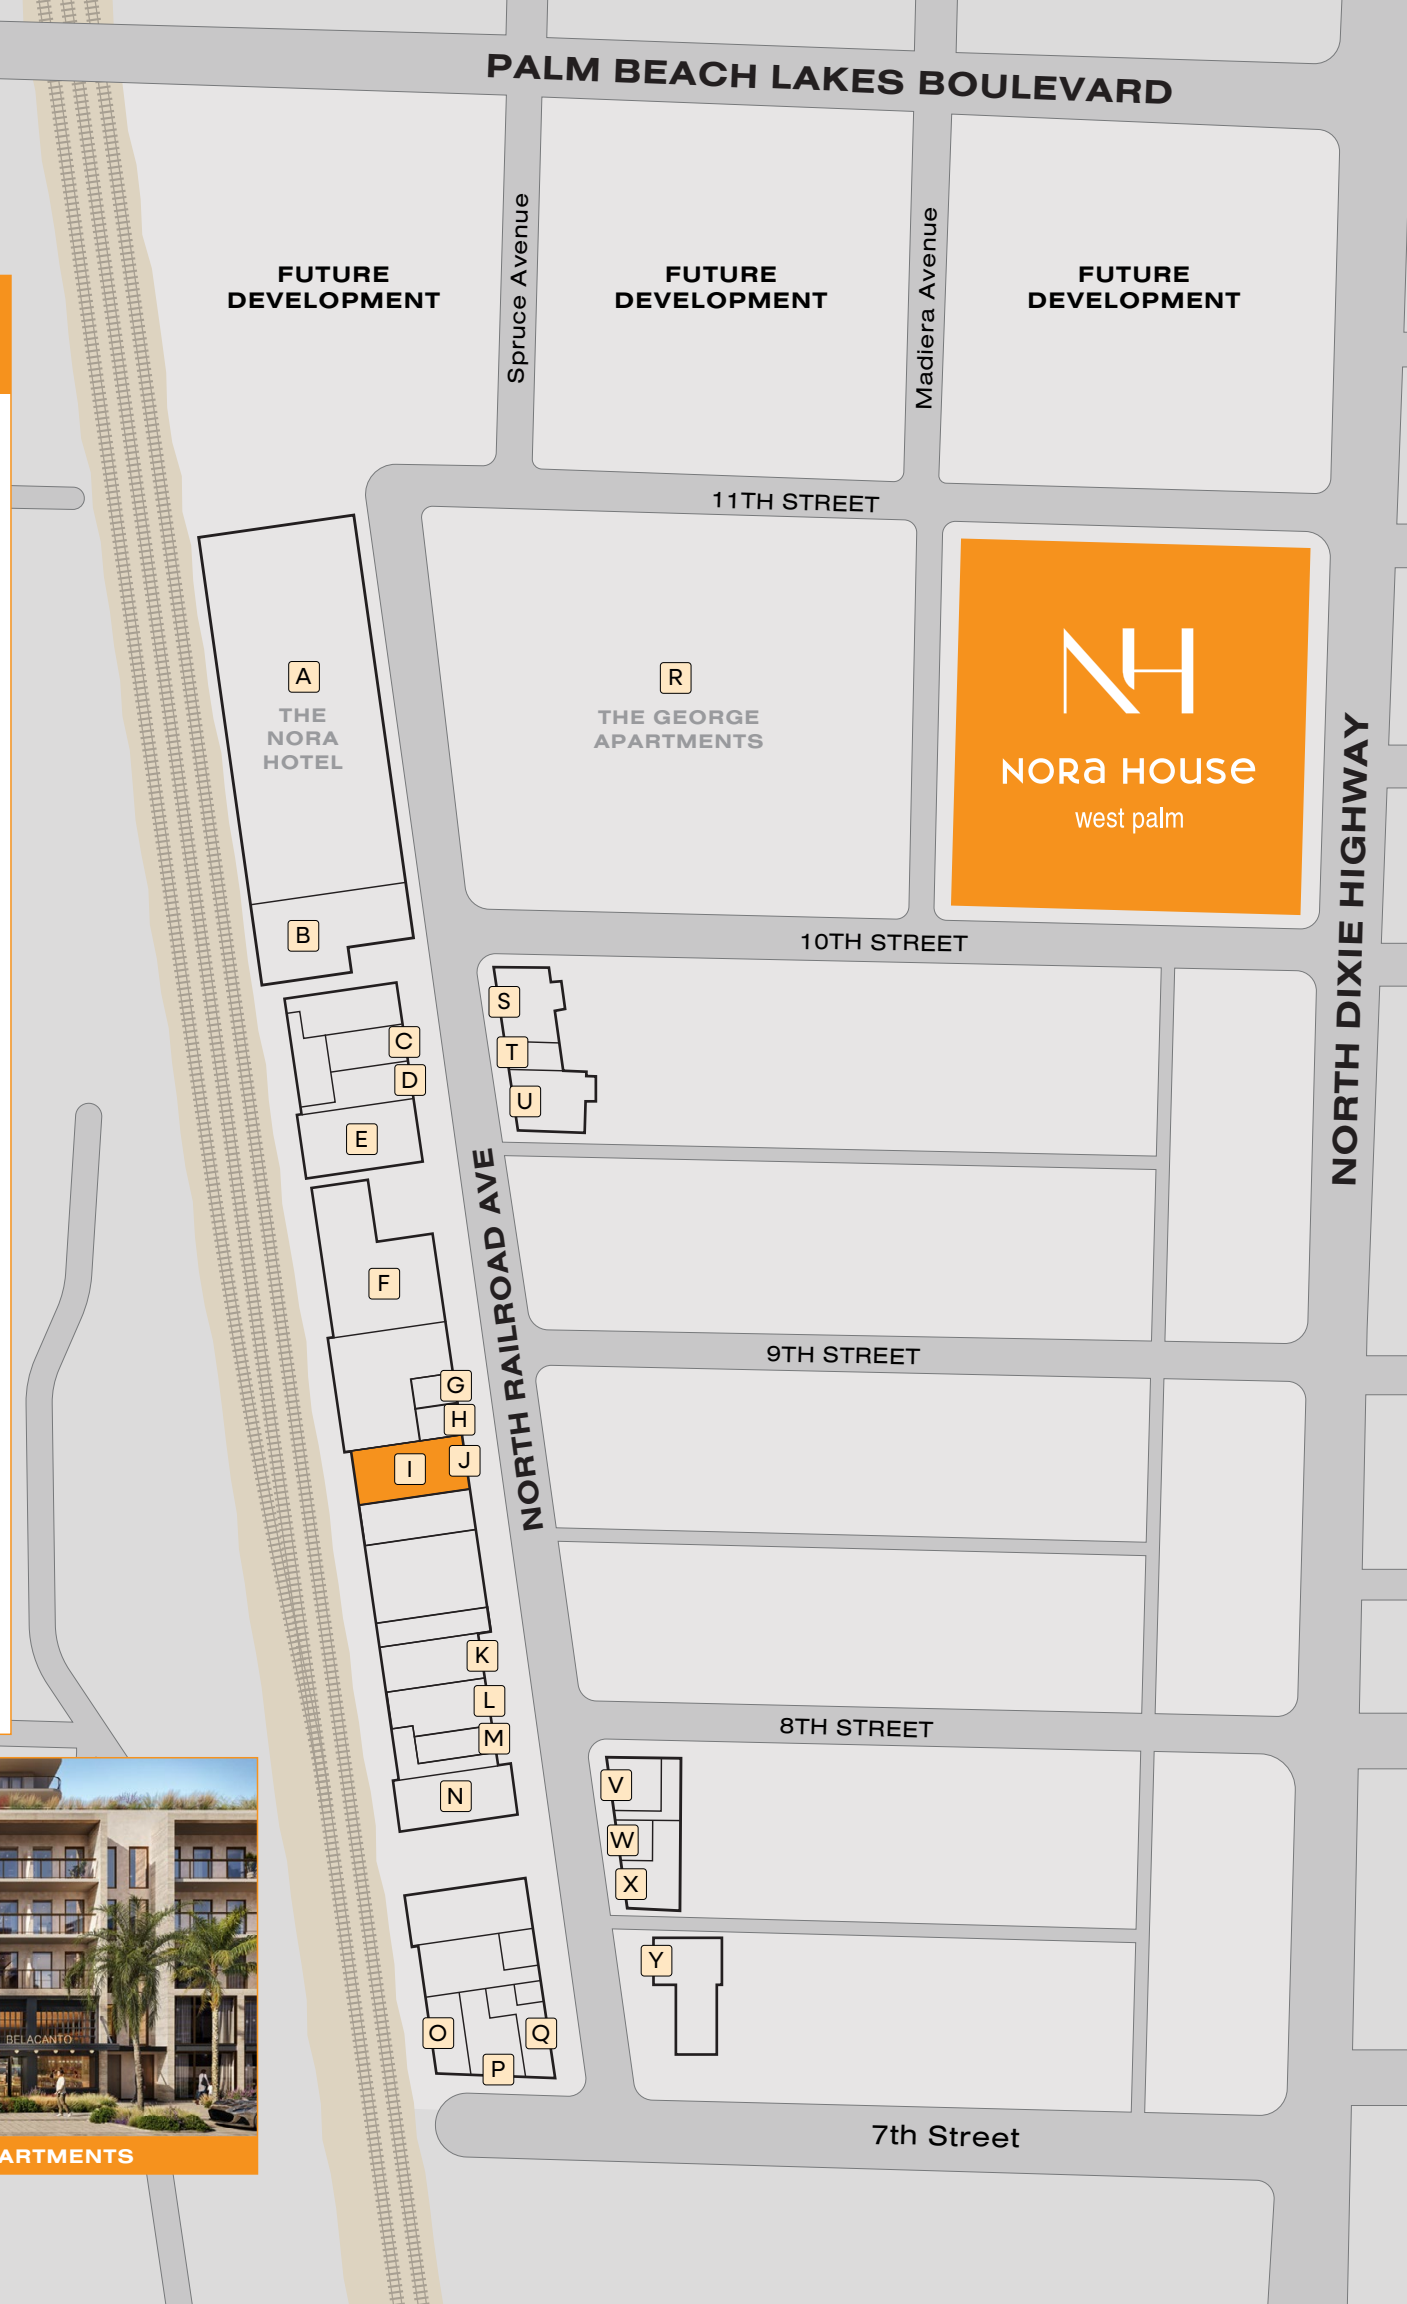 PALM BEACH LAKES BOULEVARD
Spruce Avenue
Madiera Avenue
FUTURE
DEVELOPMENT
FUTURE
DEVELOPMENT
FUTURE
DEVELOPMENT
11TH STREET
A
THE
NORA
HOTEL
R
THE GEORGE
APARTMENTS
NH
NORa HOUSe
west palm
NORTH DIXIE HIGHWAY
B
10TH STREET
S
C
T
D
U
E
NORTH RAILROAD AVE
F
9TH STREET
G
H
J
I
K
L
8TH STREET
M
V
N
W
X
Y
O
Q
P
BELACANTO
7th Street
ARTMENTS